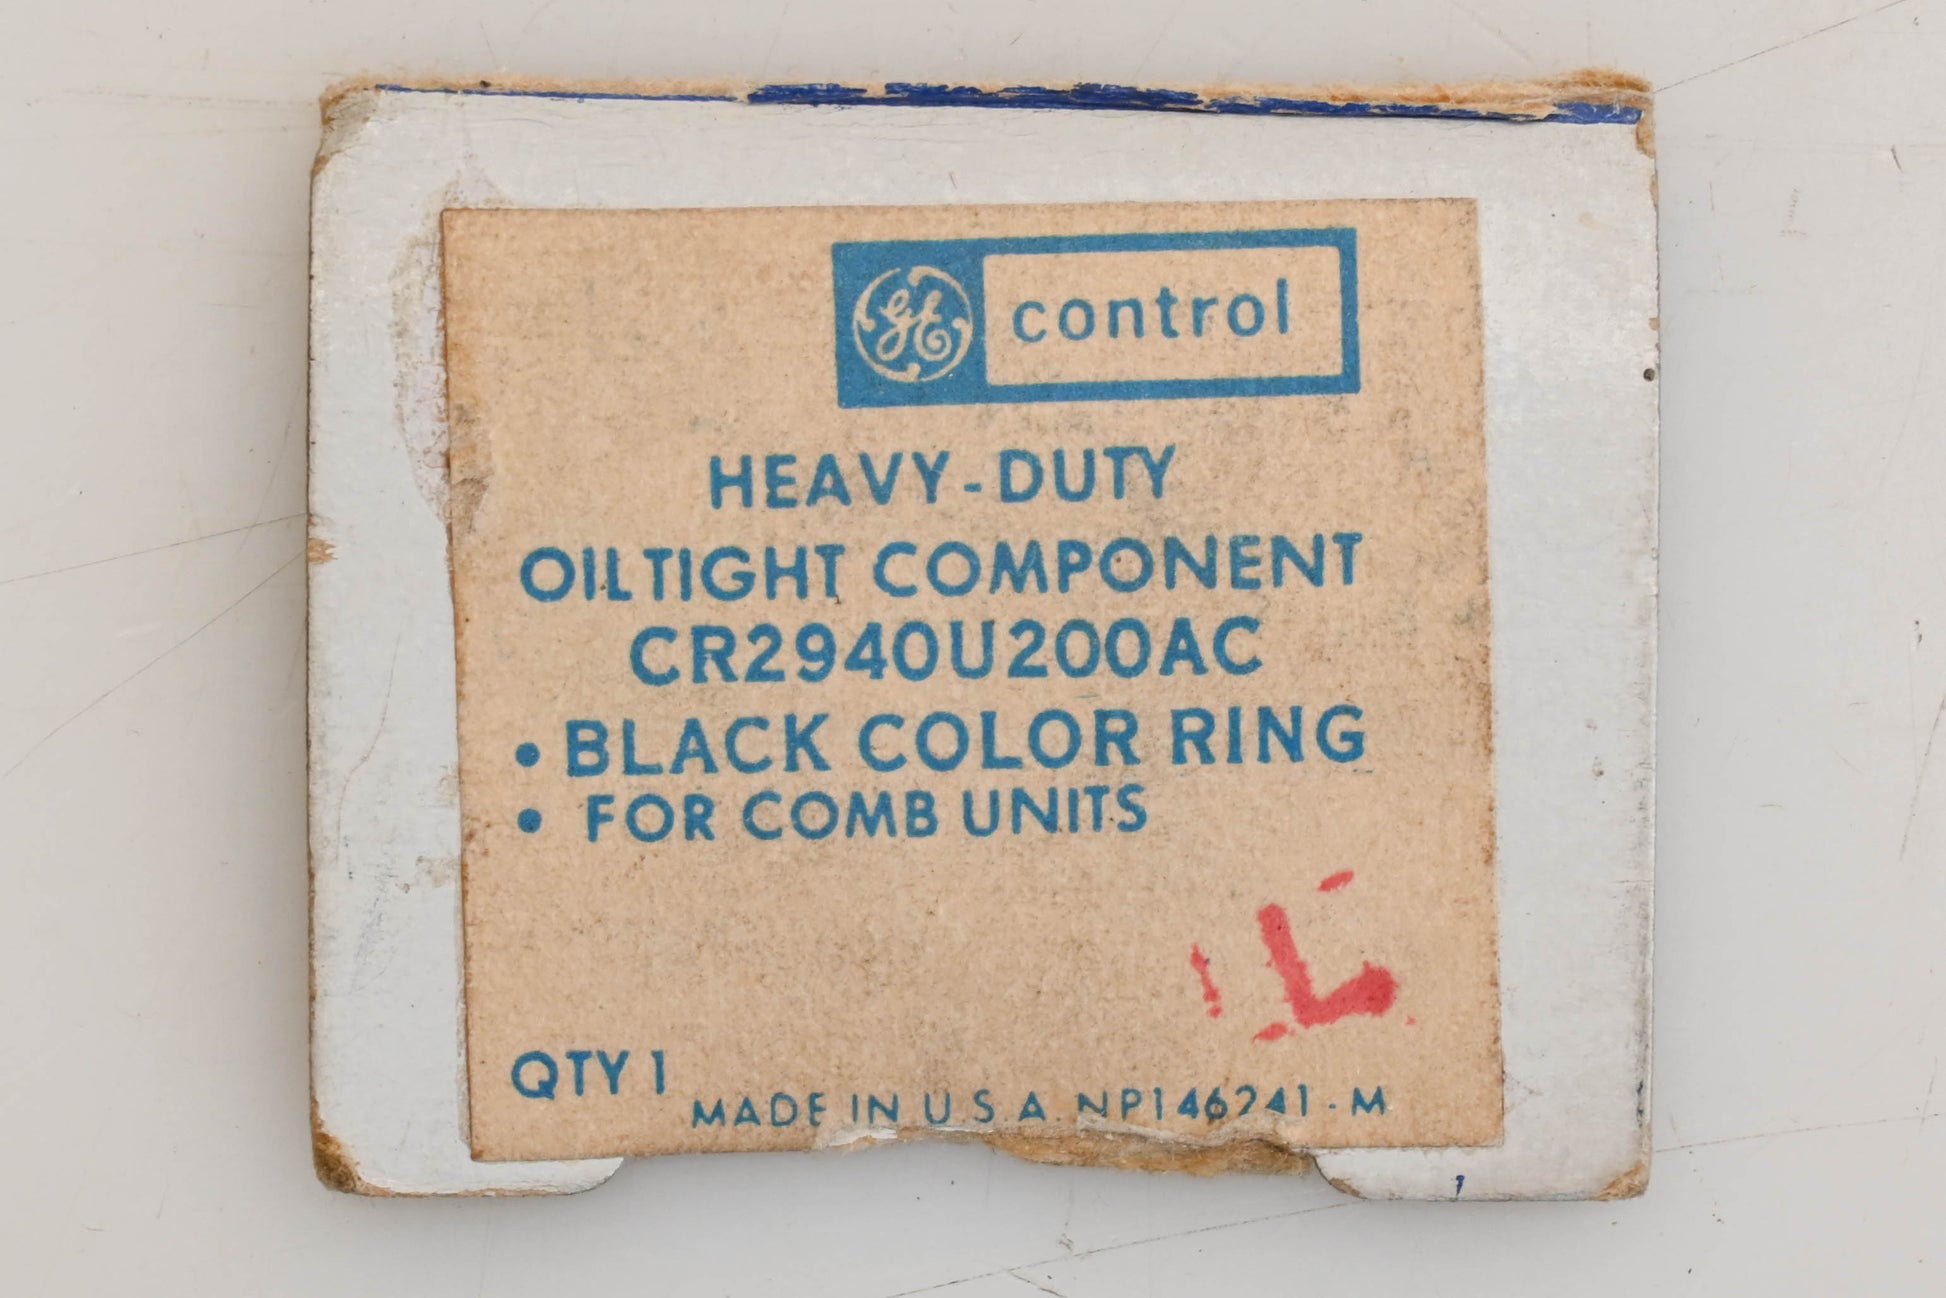 GE control
HEAVY-DUTY
OILTIGHT COMPONENT
CR2940U200AC
• BLACK COLOR RING
• FOR COMB UNITS
QTY 1
MADE IN U.S.A. NP146241-M